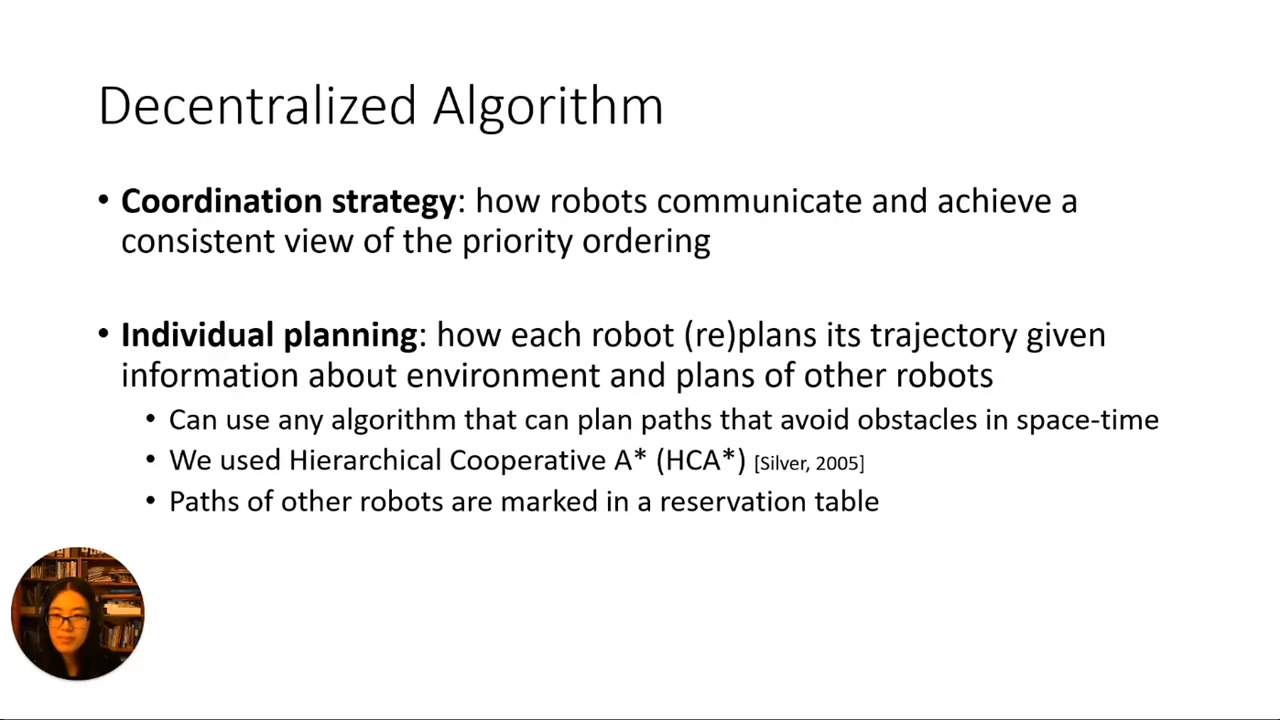 Decentralized Algorithm
• Coordination strategy: how robots communicate and achieve a
consistent view of the priority ordering
• Individual planning: how each robot (re)plans its trajectory given
information about environment and plans of other robots
• Can use any algorithm that can plan paths that avoid obstacles in space-time
• We used Hierarchical Cooperative A* (HCA*) [Silver, 2005]
• Paths of other robots are marked in a reservation table